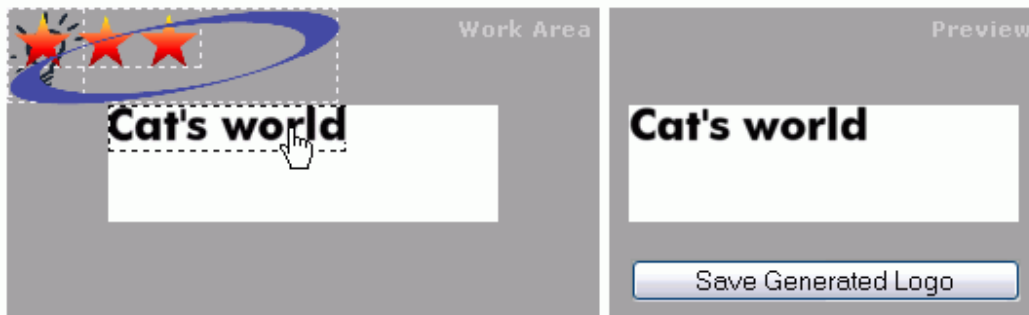 Work Area
Preview
Cat's world
Cat's world
Save Generated Logo